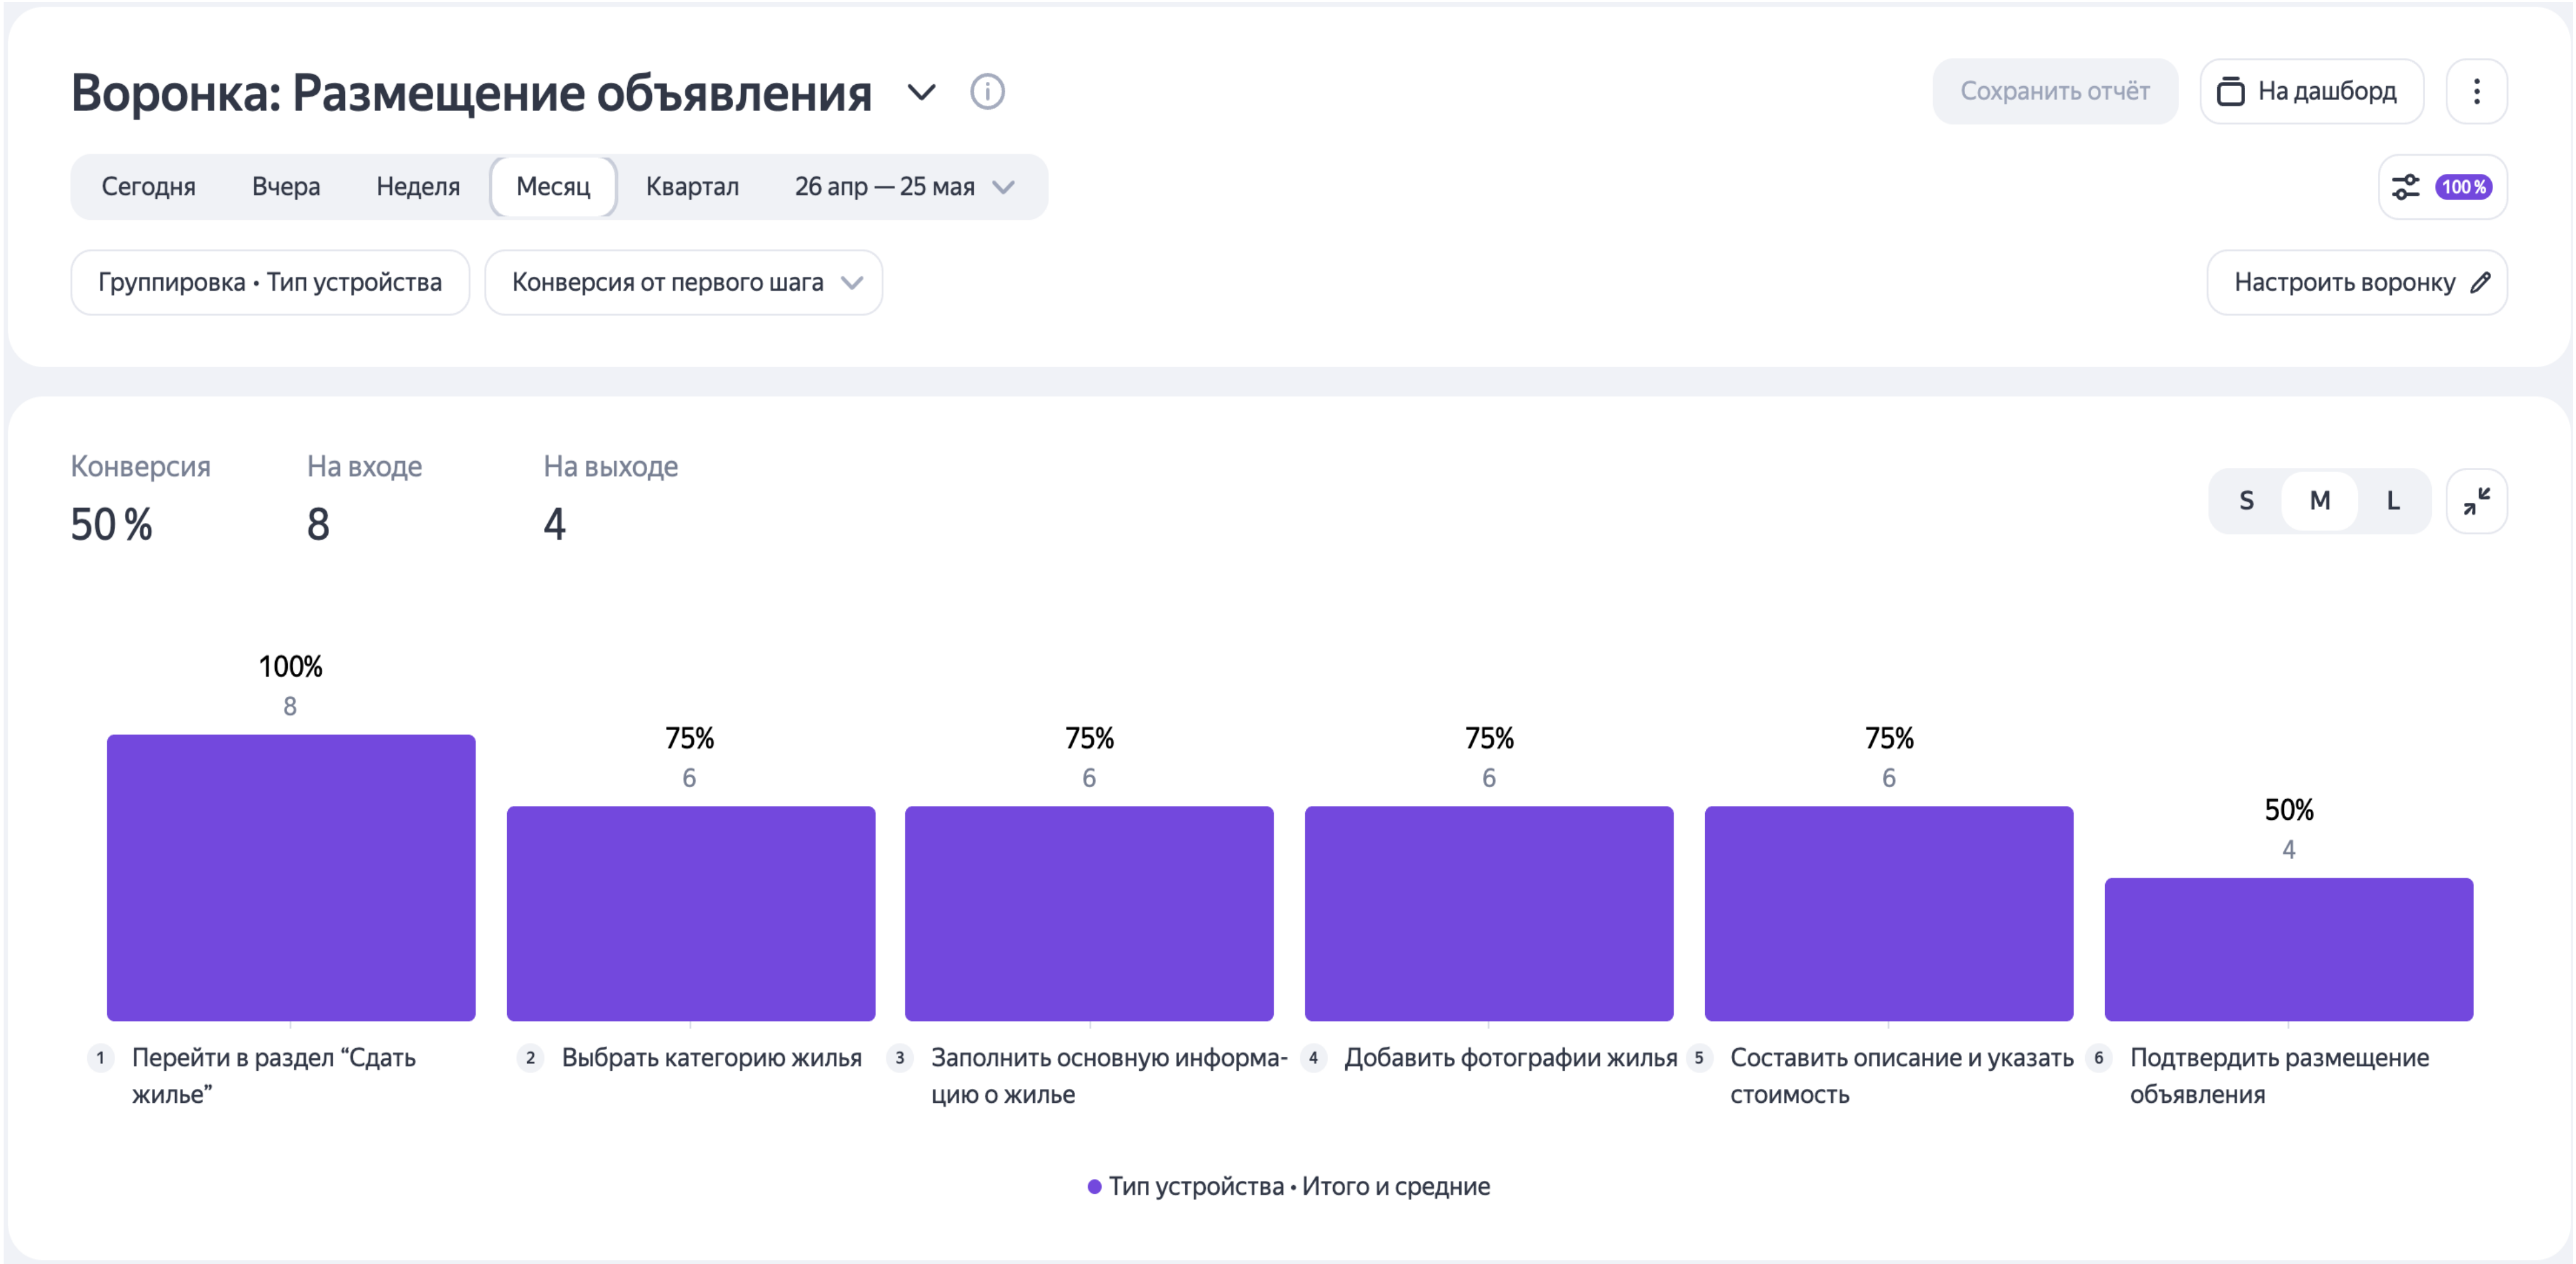 Воронка: Размещение объявления
Сохранить отчёт
На дашборд
Сегодня Вчера Неделя Месяц Квартал 26 апр — 25 мая
100 %
Группировка • Тип устройства
Конверсия от первого шага
Настроить воронку
Конверсия На входе На выходе
50 % 8 4
S M L
100%
8
75%
6
75%
6
75%
6
75%
6
50%
4
1 Перейти в раздел “Сдать
жилье”
2 Выбрать категорию жилья
3 Заполнить основную информа-
цию о жилье
4 Добавить фотографии жилья
5 Составить описание и указать
стоимость
6 Подтвердить размещение
объявления
Тип устройства • Итого и средние